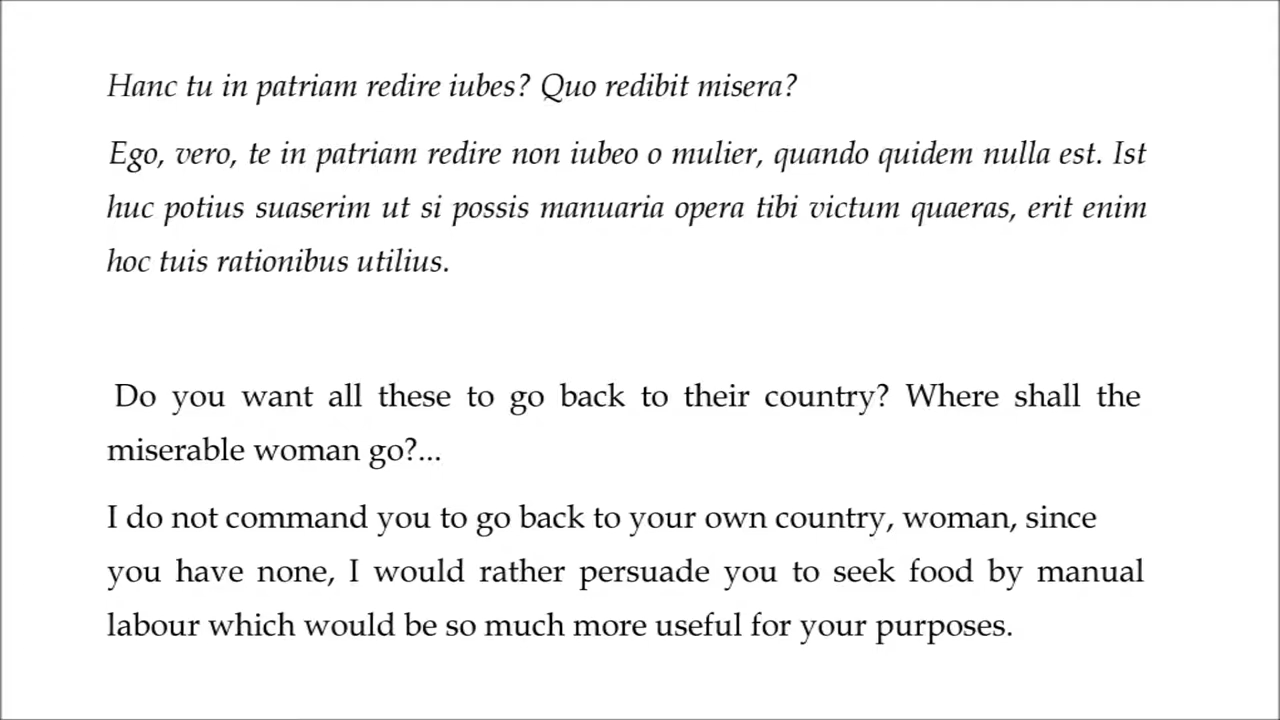 Hanc tu in patriam redire iubes? Quo redibit misera?
Ego, vero, te in patriam redire non iubeo o mulier, quando quidem nulla est. Ist
huc potius suaserim ut si possis manuaria opera tibi victum quaeras, erit enim
hoc tuis rationibus utilius.
Do you want all these to go back to their country? Where shall the
miserable woman go?...
I do not command you to go back to your own country, woman, since
you have none, I would rather persuade you to seek food by manual
labour which would be so much more useful for your purposes.